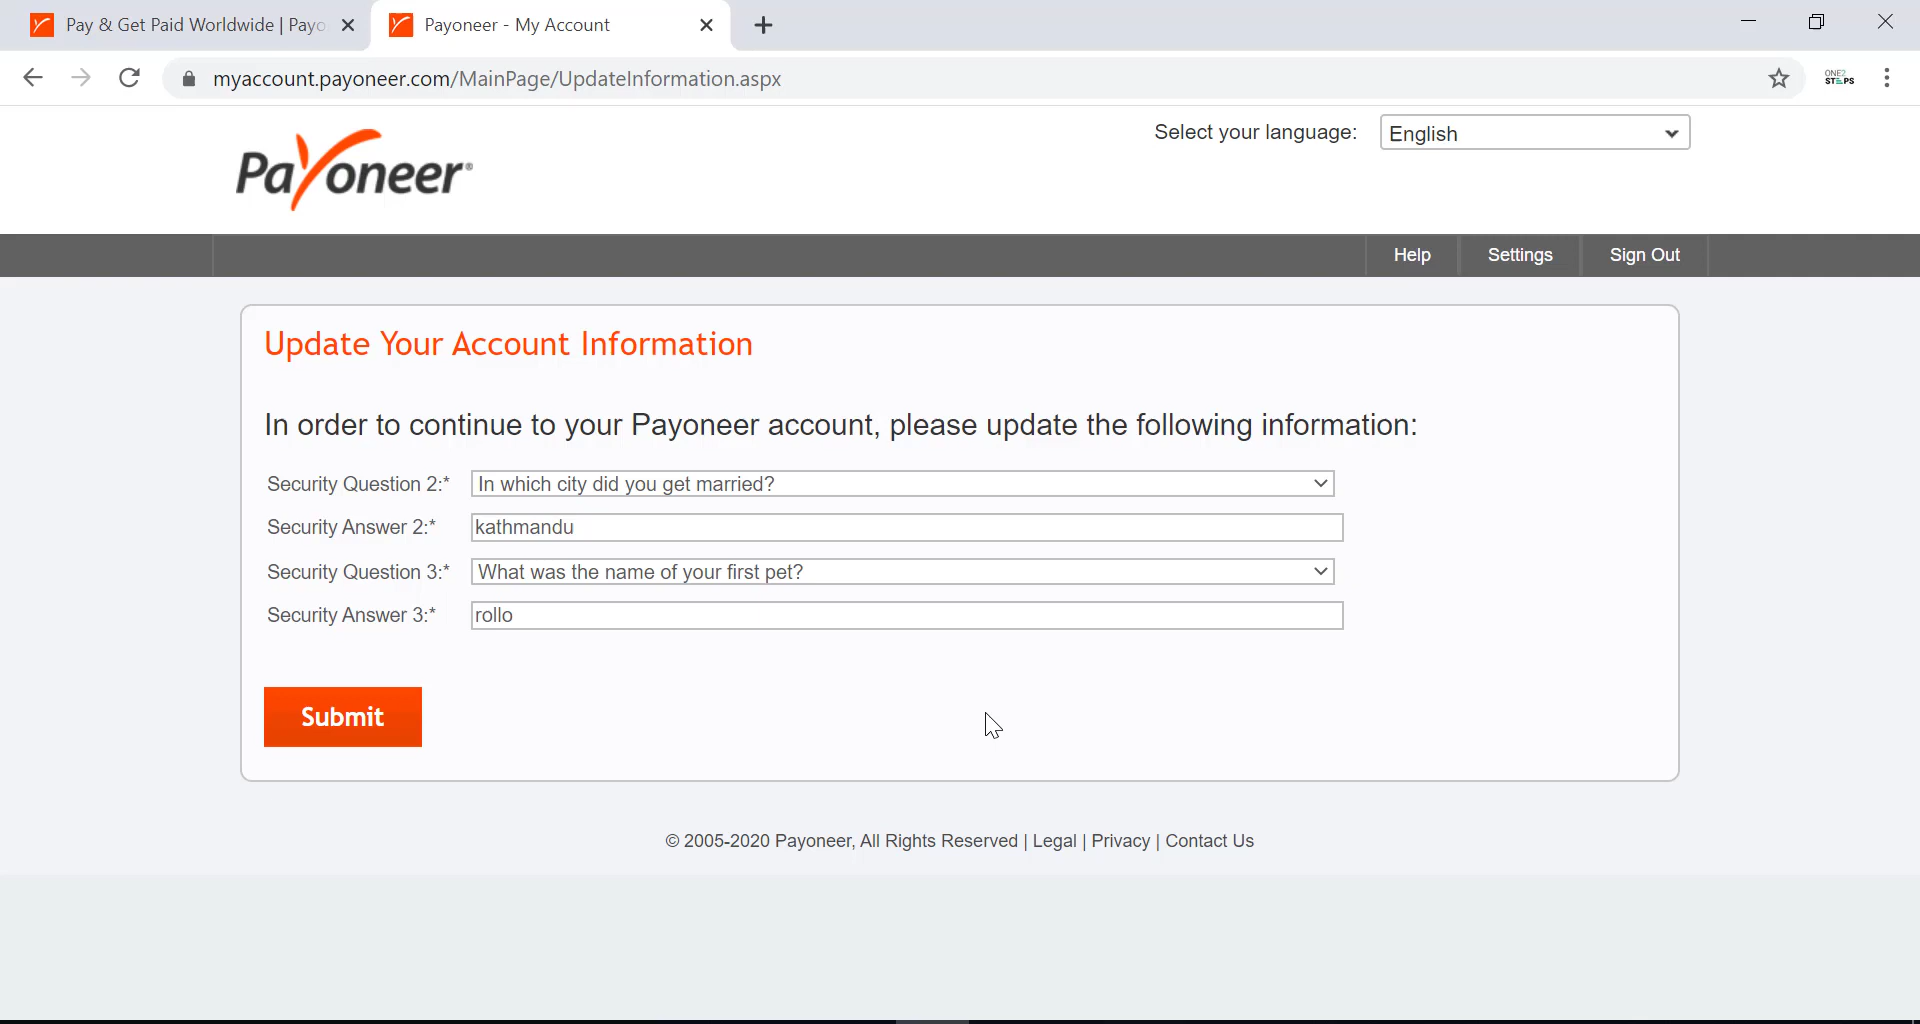 Pay & Get Paid Worldwide | Payo
Payoneer - My Account
myaccount.payoneer.com/MainPage/UpdateInformation.aspx
ONE2
STEPS
Payoneer
Select your language:
English
Help
Settings
Sign Out
Update Your Account Information
In order to continue to your Payoneer account, please update the following information:
Security Question 2:* In which city did you get married?
Security Answer 2:* kathmandu
Security Question 3:* What was the name of your first pet?
Security Answer 3:* rollo
Submit
© 2005-2020 Payoneer, All Rights Reserved | Legal | Privacy | Contact Us